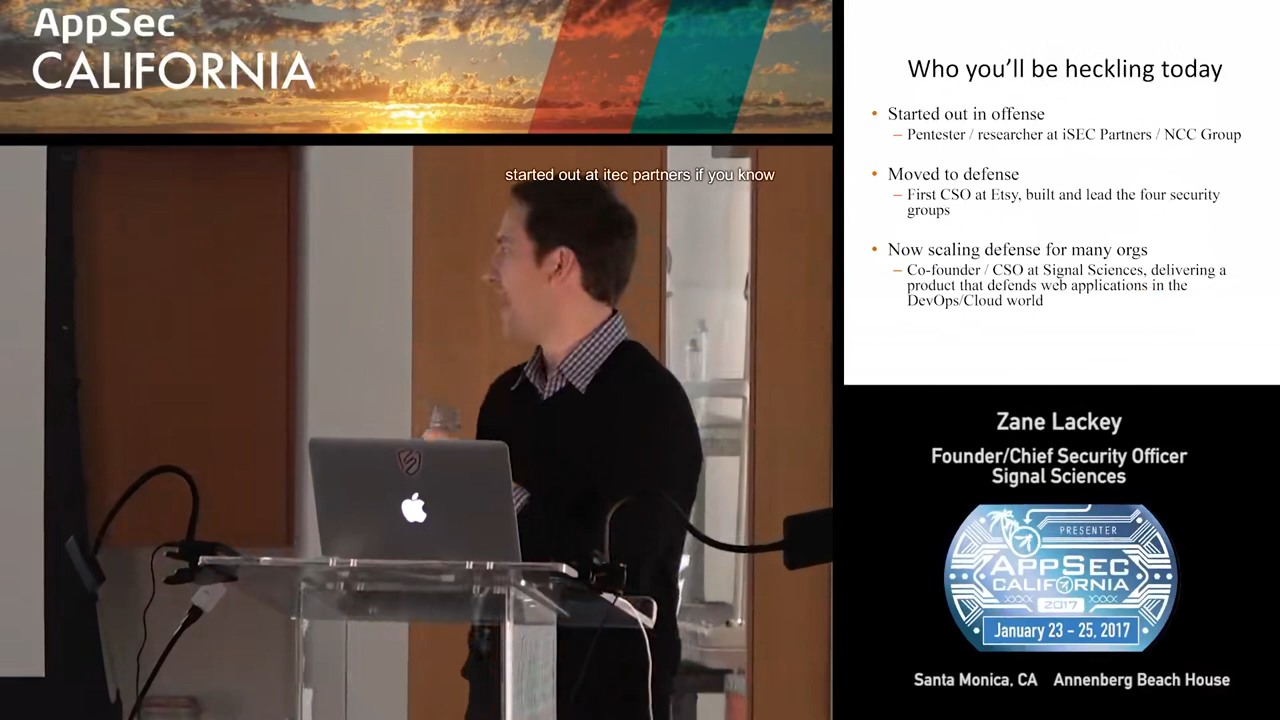 AppSec
CALIFORNIA
started out at itec partners if you know
Who you'll be heckling today
• Started out in offense
– Pentester / researcher at iSEC Partners / NCC Group
• Moved to defense
– First CSO at Etsy, built and lead the four security
groups
• Now scaling defense for many orgs
– Co-founder / CSO at Signal Sciences, delivering a
product that defends web applications in the
DevOps/Cloud world
Zane Lackey
Founder/Chief Security Officer
Signal Sciences
PRESENTER
APPSEC
CALIFORNIA
2017
January 23 - 25, 2017
Santa Monica, CA Annenberg Beach House